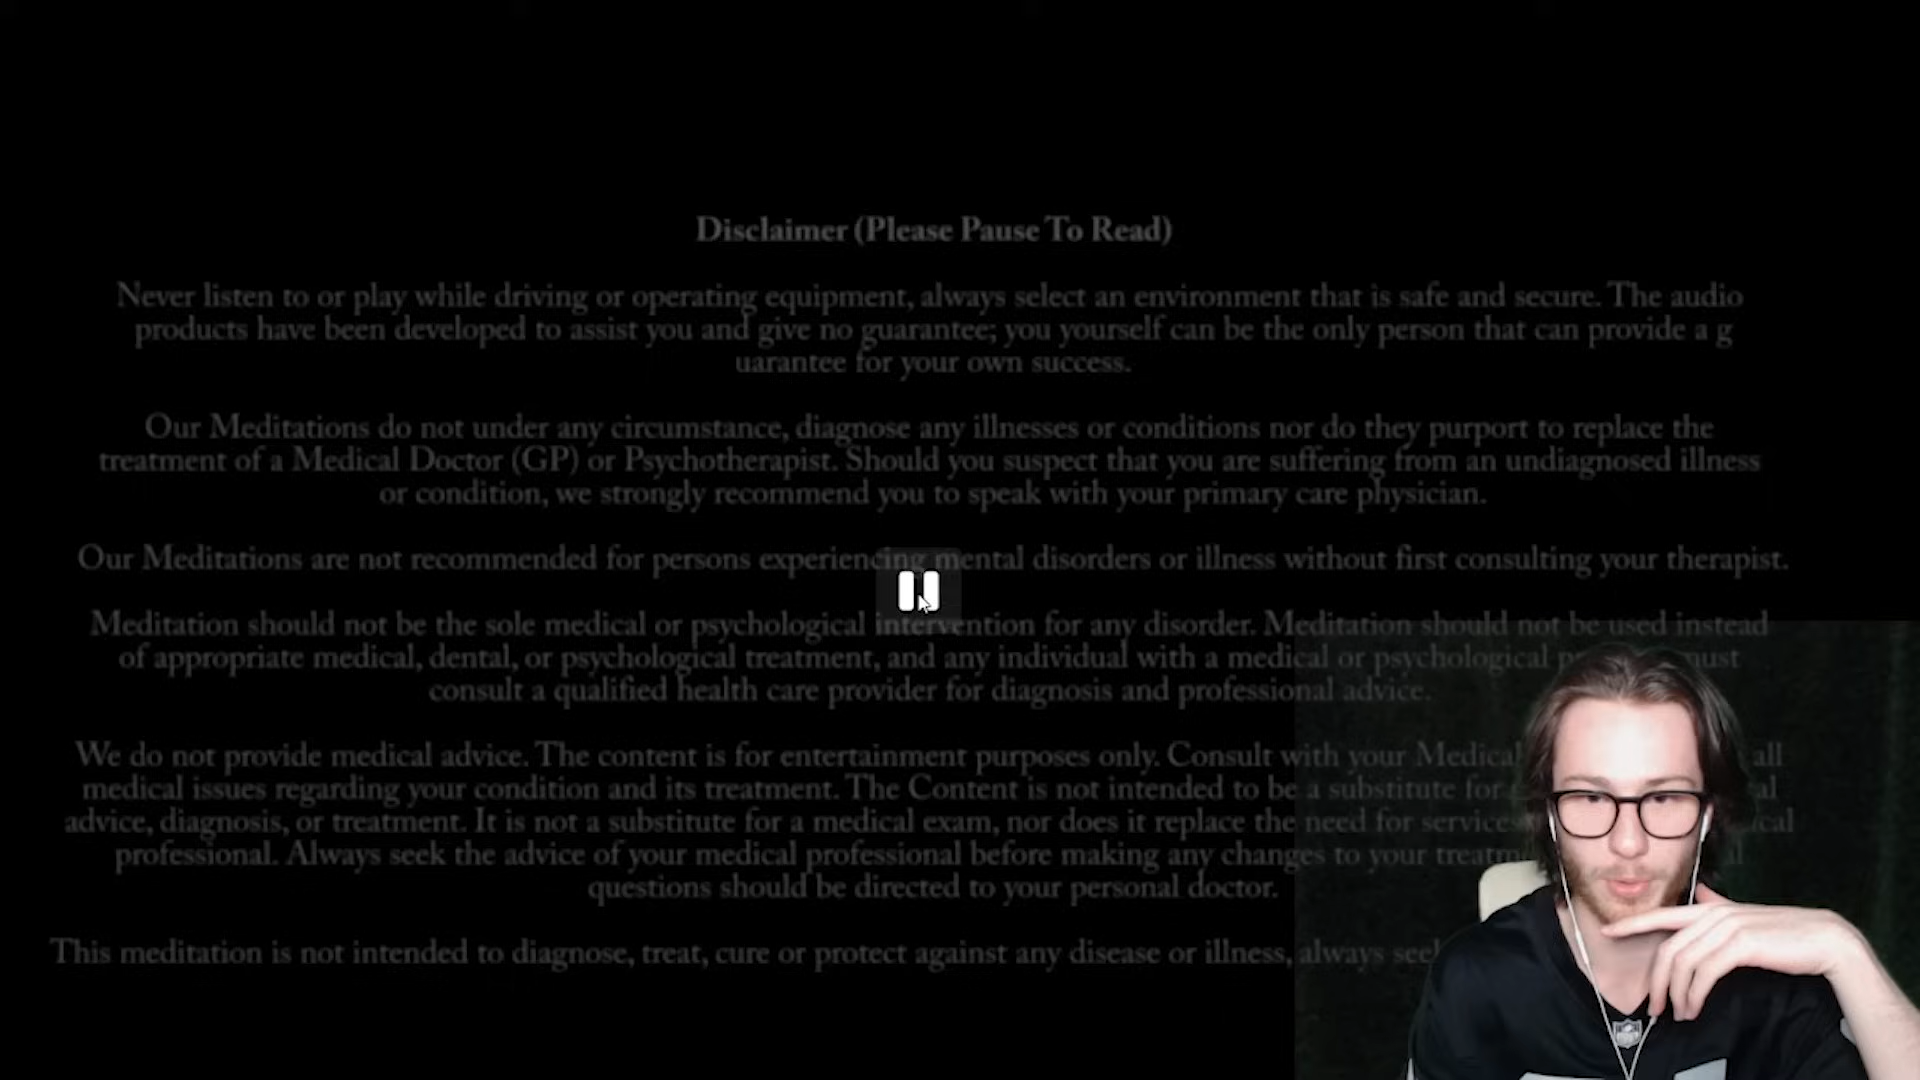 Disclaimer (Please Pause To Read)
Never listen to or play while driving or operating equipment, always select an environment that is safe and secure. The audio
products have been developed to assist you and give no guarantee; you yourself can be the only person that can provide a g
uarantee for your own success.
Our Meditations do not under any circumstance, diagnose any illnesses or conditions nor do they purport to replace the
treatment of a Medical Doctor (GP) or Psychotherapist. Should you suspect that you are suffering from an undiagnosed illness
or condition, we strongly recommend you to speak with your primary care physician.
Our Meditations are not recommended for persons experiencing mental disorders or illness without first consulting your therapist.
Meditation should not be the sole medical or psychological intervention for any disorder. Meditation should not be used instead
of appropriate medical, dental, or psychological treatment, and any individual with a medical or psychological must
consult a qualified health care provider for diagnosis and professional advice.
We do not provide medical advice. The content is for entertainment purposes only. Consult with your Medical all
medical issues regarding your condition and its treatment. The Content is not intended to be a substitute for
advice, diagnosis, or treatment. It is not a substitute for a medical exam, nor does it replace the need for services
professional. Always seek the advice of your medical professional before making any changes to your
questions should be directed to your personal doctor.
This meditation is not intended to diagnose, treat, cure or protect against any disease or illness, always
NFL